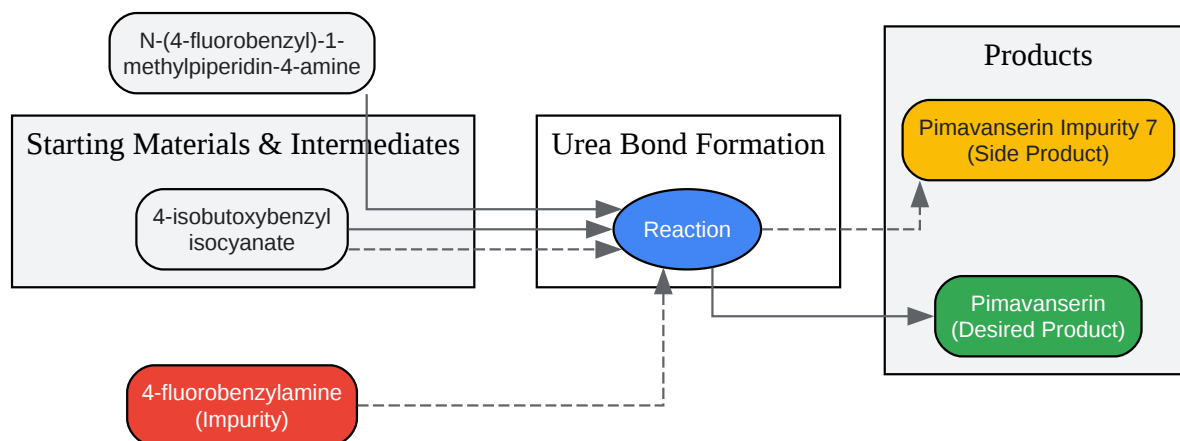 N-(4-fluorobenzyl)-1-
methylpiperidin-4-amine
Starting Materials & Intermediates
4-isobutoxybenzyl
isocyanate
4-fluorobenzylamine
(Impurity)
Urea Bond Formation
Reaction
Products
Pimavanserin Impurity 7
(Side Product)
Pimavanserin
(Desired Product)